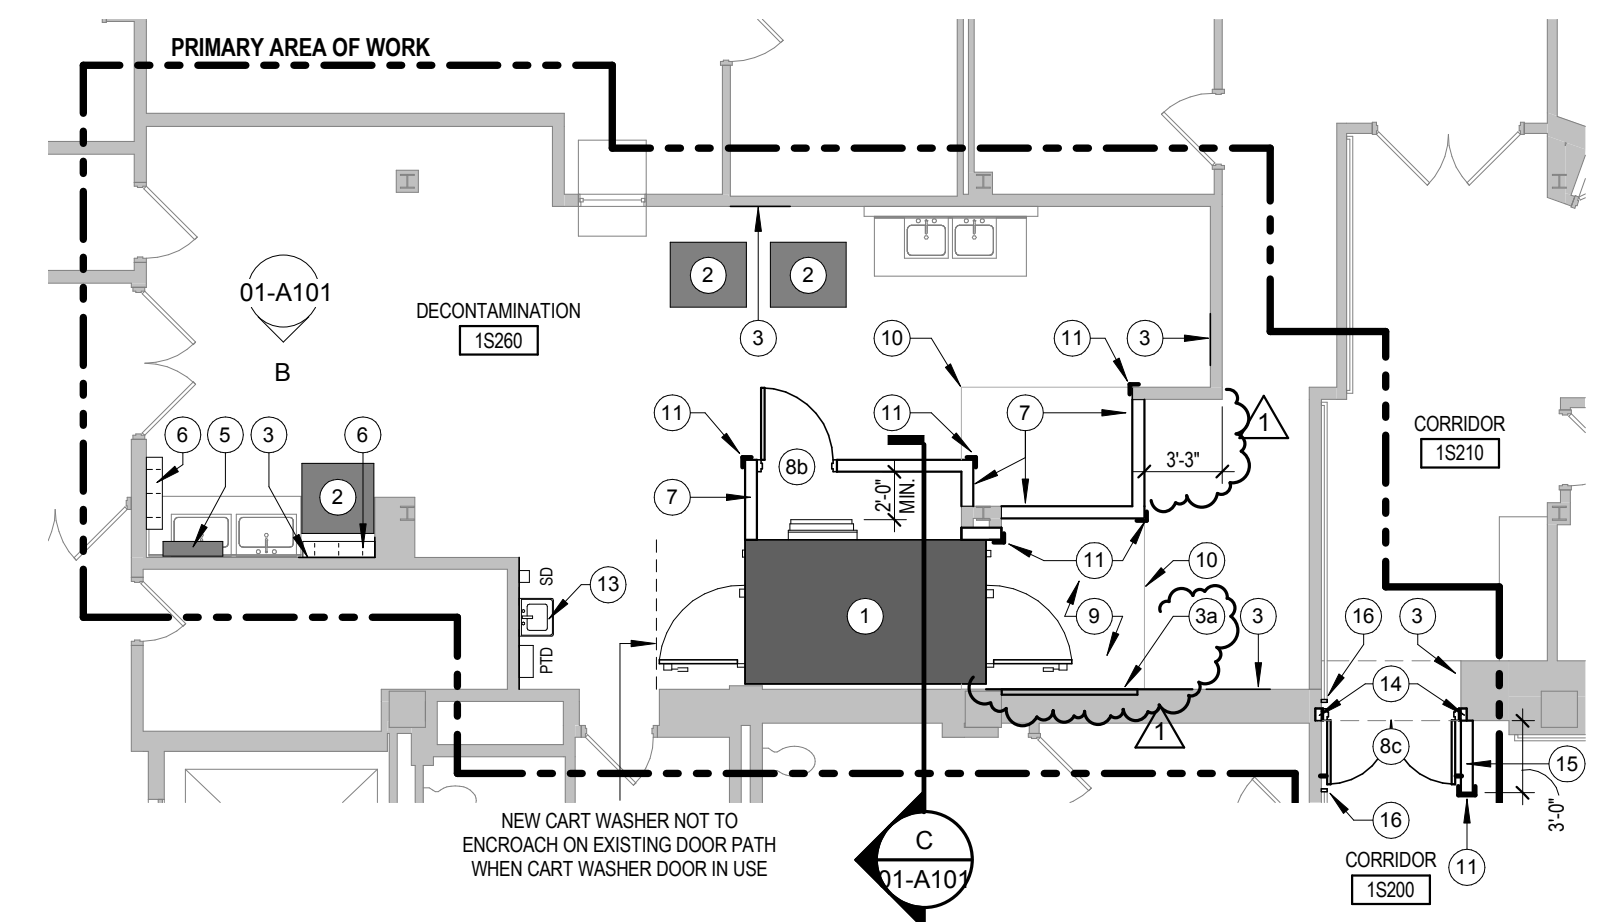 PRIMARY AREA OF WORK
01-A101
B
DECONTAMINATION
1S260
2
2
3
10
11
3
11
11
7
1
CORRIDOR
1S210
3'-3"
6
5
3
6
2
8b
7
2'-0"
MIN.
SD
13
PTD
11
10
1
9
3a
3
16
3
14
1
8c
15
3'-0"
16
11
NEW CART WASHER NOT TO
ENCROACH ON EXISTING DOOR PATH
WHEN CART WASHER DOOR IN USE
C
01-A101
CORRIDOR
1S200